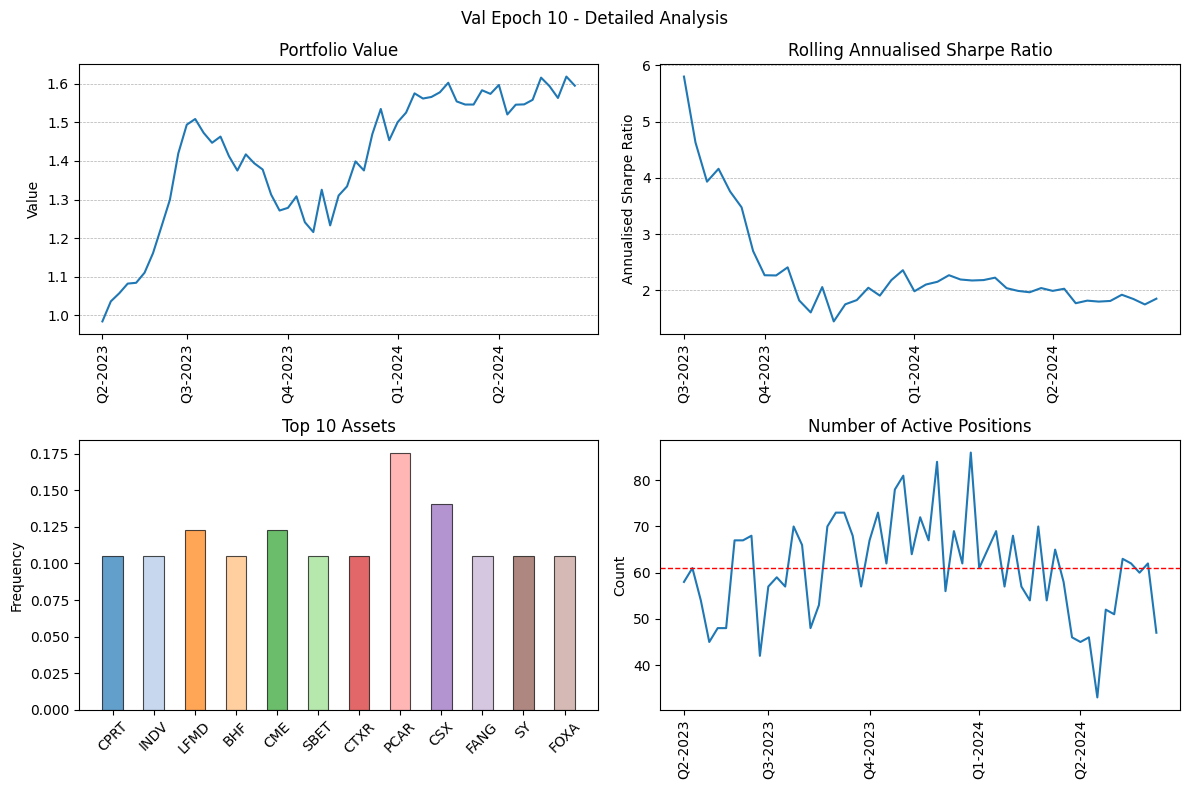 Val Epoch 10 - Detailed Analysis
Portfolio Value
Value
1.6
1.5
1.4
1.3
1.2
1.1
1.0
Q2-2023
Q3-2023
Q4-2023
Q1-2024
Q2-2024
Rolling Annualised Sharpe Ratio
Annualised Sharpe Ratio
6
5
4
3
2
Q3-2023
Q4-2023
Q1-2024
Q2-2024
Top 10 Assets
Frequency
0.175
0.150
0.125
0.100
0.075
0.050
0.025
0.000
CPRT
INDV
LFMD
BHF
CME
SBET
CTXR
PCAR
CSX
FANG
SY
FOXA
Number of Active Positions
Count
80
70
60
50
40
Q2-2023
Q3-2023
Q4-2023
Q1-2024
Q2-2024